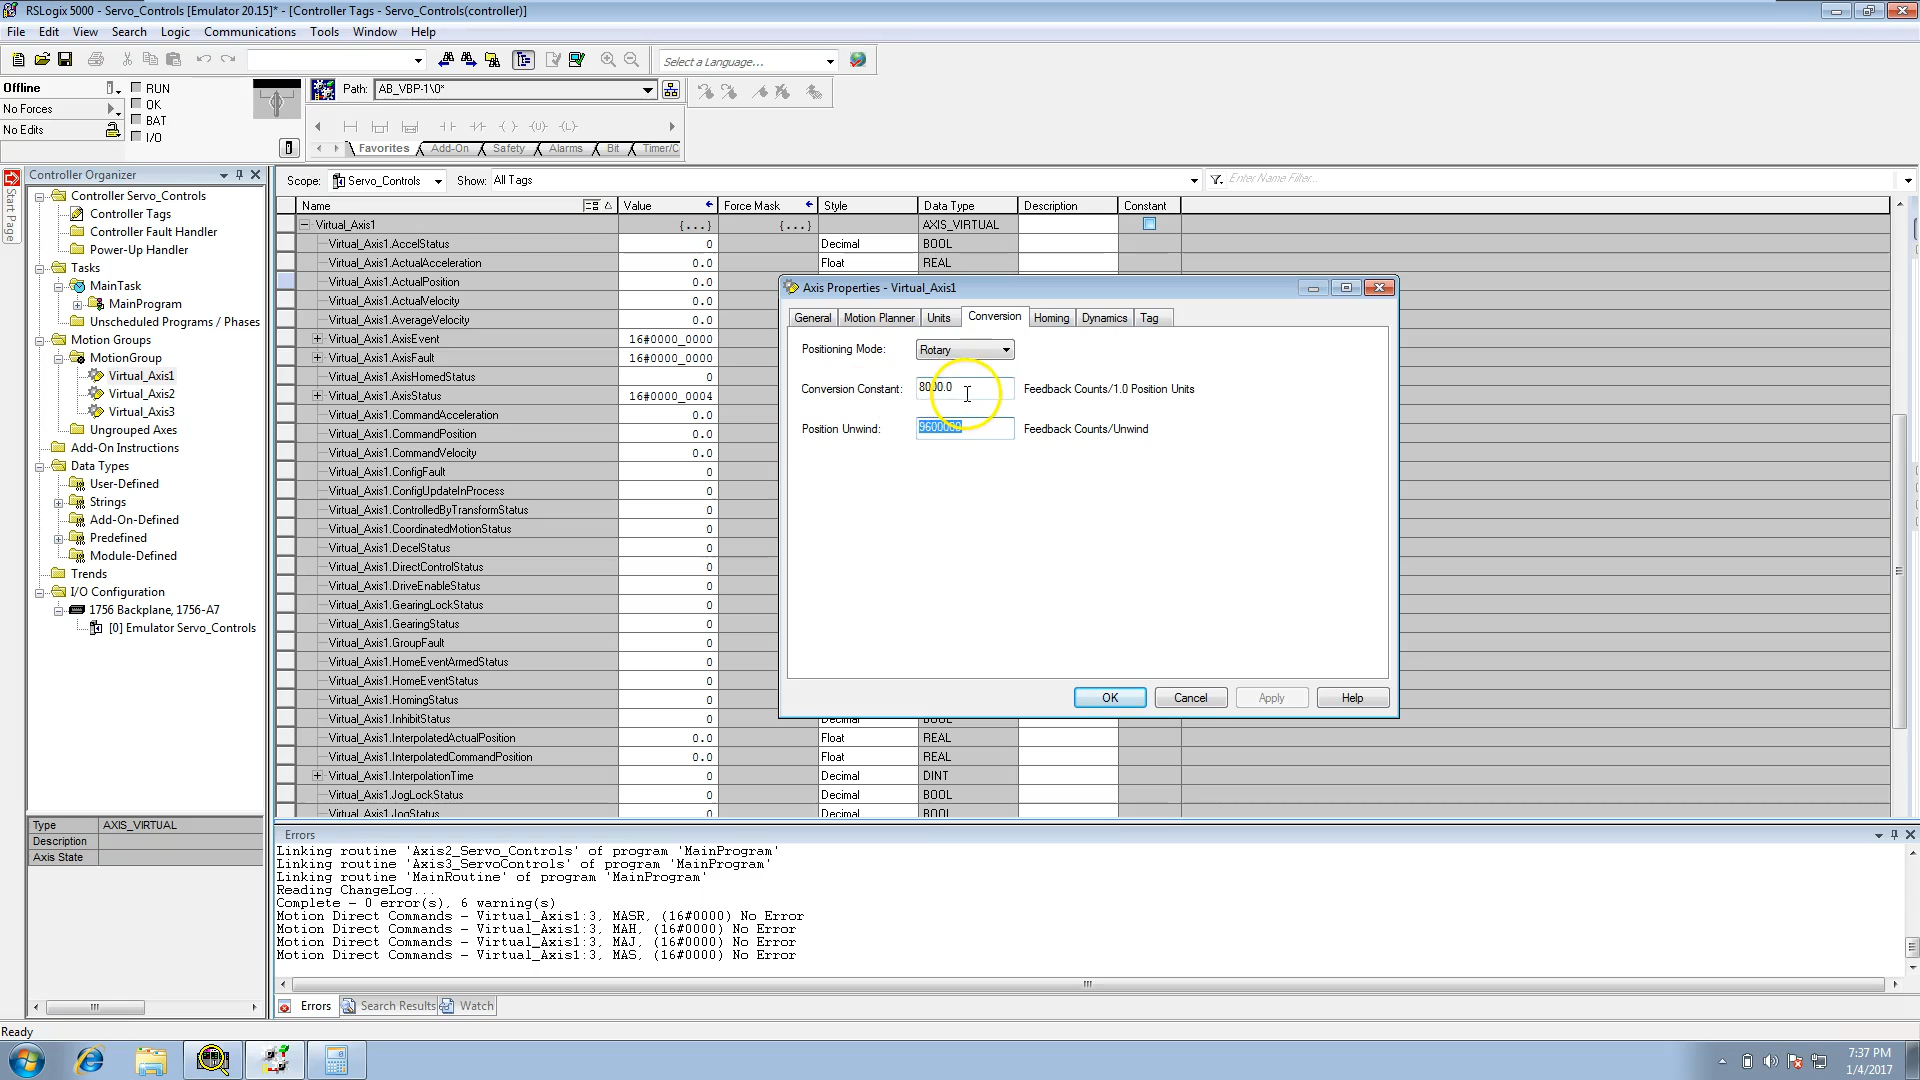 RSLogix 5000 - Servo_Controls [Emulator 20.15]* - [Controller Tags - Servo_Controls(controller)]
File Edit View Search Logic Communications Tools Window Help
Select a Language...
Offline
RUN
Path: AB_VBP-1\0*
No Forces
OK
No Edits
BAT
I/O
Favorites Add-On Safety Alarms Bit Timer/C
Start Page
Controller Organizer
Controller Servo_Controls
Controller Tags
Controller Fault Handler
Power-Up Handler
Tasks
MainTask
MainProgram
Unscheduled Programs / Phases
Motion Groups
MotionGroup
Virtual_Axis1
Virtual_Axis2
Virtual_Axis3
Ungrouped Axes
Add-On Instructions
Data Types
User-Defined
Strings
Add-On-Defined
Predefined
Module-Defined
Trends
I/O Configuration
1756 Backplane, 1756-A7
[0] Emulator Servo_Controls
Type AXIS_VIRTUAL
Description
Axis State
Scope: Servo_Controls Show: All Tags Enter Name Filter...
Name Value Force Mask Style Data Type Description Constant
Virtual_Axis1 {...} {...} AXIS_VIRTUAL
Virtual_Axis1.AccelStatus 0 Decimal BOOL
Virtual_Axis1.ActualAcceleration 0.0 Float REAL
Virtual_Axis1.ActualPosition 0.0
Virtual_Axis1.ActualVelocity 0.0
Virtual_Axis1.AverageVelocity 0.0
Virtual_Axis1.AxisEvent 16#0000_0000
Virtual_Axis1.AxisFault 16#0000_0000
Virtual_Axis1.AxisHomedStatus 0
Virtual_Axis1.AxisStatus 16#0000_0004
Virtual_Axis1.CommandAcceleration 0.0
Virtual_Axis1.CommandPosition 0.0
Virtual_Axis1.CommandVelocity 0.0
Virtual_Axis1.ConfigFault 0
Virtual_Axis1.ConfigUpdateInProcess 0
Virtual_Axis1.ControlledByTransformStatus 0
Virtual_Axis1.CoordinatedMotionStatus 0
Virtual_Axis1.DecelStatus 0
Virtual_Axis1.DirectControlStatus 0
Virtual_Axis1.DriveEnableStatus 0
Virtual_Axis1.GearingLockStatus 0
Virtual_Axis1.GearingStatus 0
Virtual_Axis1.GroupFault 0
Virtual_Axis1.HomeEventArmedStatus 0
Virtual_Axis1.HomeEventStatus 0
Virtual_Axis1.HomingStatus 0
Virtual_Axis1.InhibitStatus 0 Decimal BOOL
Virtual_Axis1.InterpolatedActualPosition 0.0 Float REAL
Virtual_Axis1.InterpolatedCommandPosition 0.0 Float REAL
Virtual_Axis1.InterpolationTime 0 Decimal DINT
Virtual_Axis1.JogLockStatus 0 Decimal BOOL
Virtual_Axis1.JogStatus 0 Decimal BOOL
Axis Properties - Virtual_Axis1
General Motion Planner Units Conversion Homing Dynamics Tag
Positioning Mode: Rotary
Conversion Constant: 8000.0 Feedback Counts/1.0 Position Units
Position Unwind: 9600000 Feedback Counts/Unwind
OK Cancel Apply Help
Errors
Linking routine 'Axis2_Servo_Controls' of program 'MainProgram'
Linking routine 'Axis3_ServoControls' of program 'MainProgram'
Linking routine 'MainRoutine' of program 'MainProgram'
Reading ChangeLog...
Complete - 0 error(s), 6 warning(s)
Motion Direct Commands - Virtual_Axis1:3, MASR, (16#0000) No Error
Motion Direct Commands - Virtual_Axis1:3, MAH, (16#0000) No Error
Motion Direct Commands - Virtual_Axis1:3, MAJ, (16#0000) No Error
Motion Direct Commands - Virtual_Axis1:3, MAS, (16#0000) No Error
Errors Search Results Watch
Ready
7:37 PM
1/4/2017